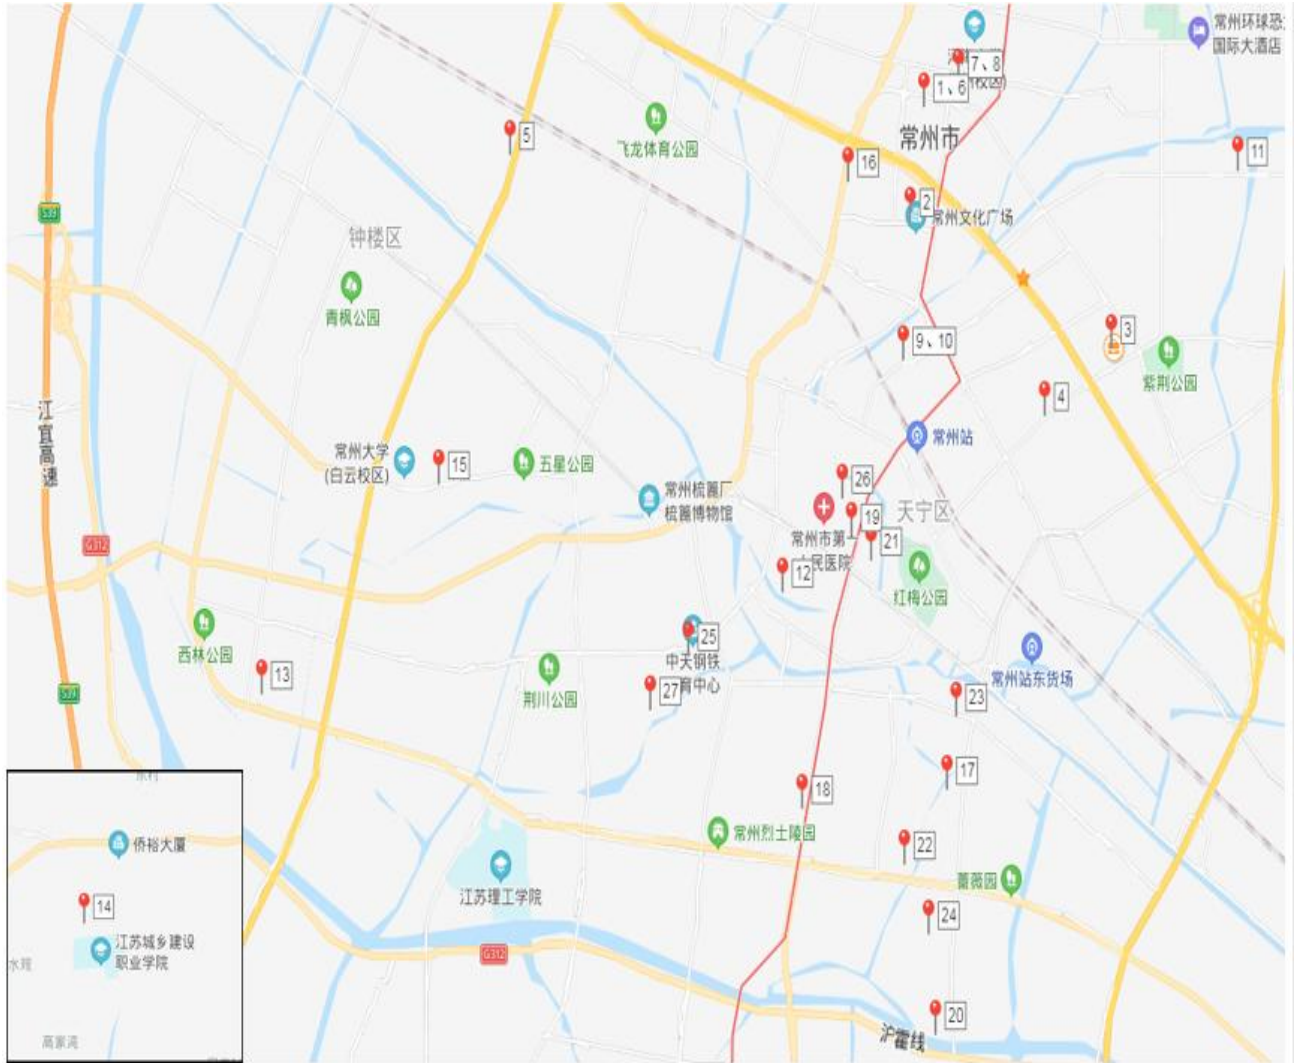 常州环球恐
国际大酒店
7、8
校区)
1、6
5
飞龙体育公园
常州市
16
11
2
常州文化广场
S39
钟楼区
青枫公园
3
9、10
紫荆公园
4
江宜高速
常州站
常州大学
(白云校区)
15
五星公园
26
常州梳篦厂
梳篦博物馆
19
天宁区
常州市第一
人民医院
21
G312
12
红梅公园
西林公园
25
中天钢铁
育中心
13
荆川公园
27
常州站东货场
23
S39
17
18
侨裕大厦
常州烈士陵园
22
蔷薇园
江苏理工学院
14
24
江苏城乡建设
职业学院
G312
20
沪霍线
高家湾